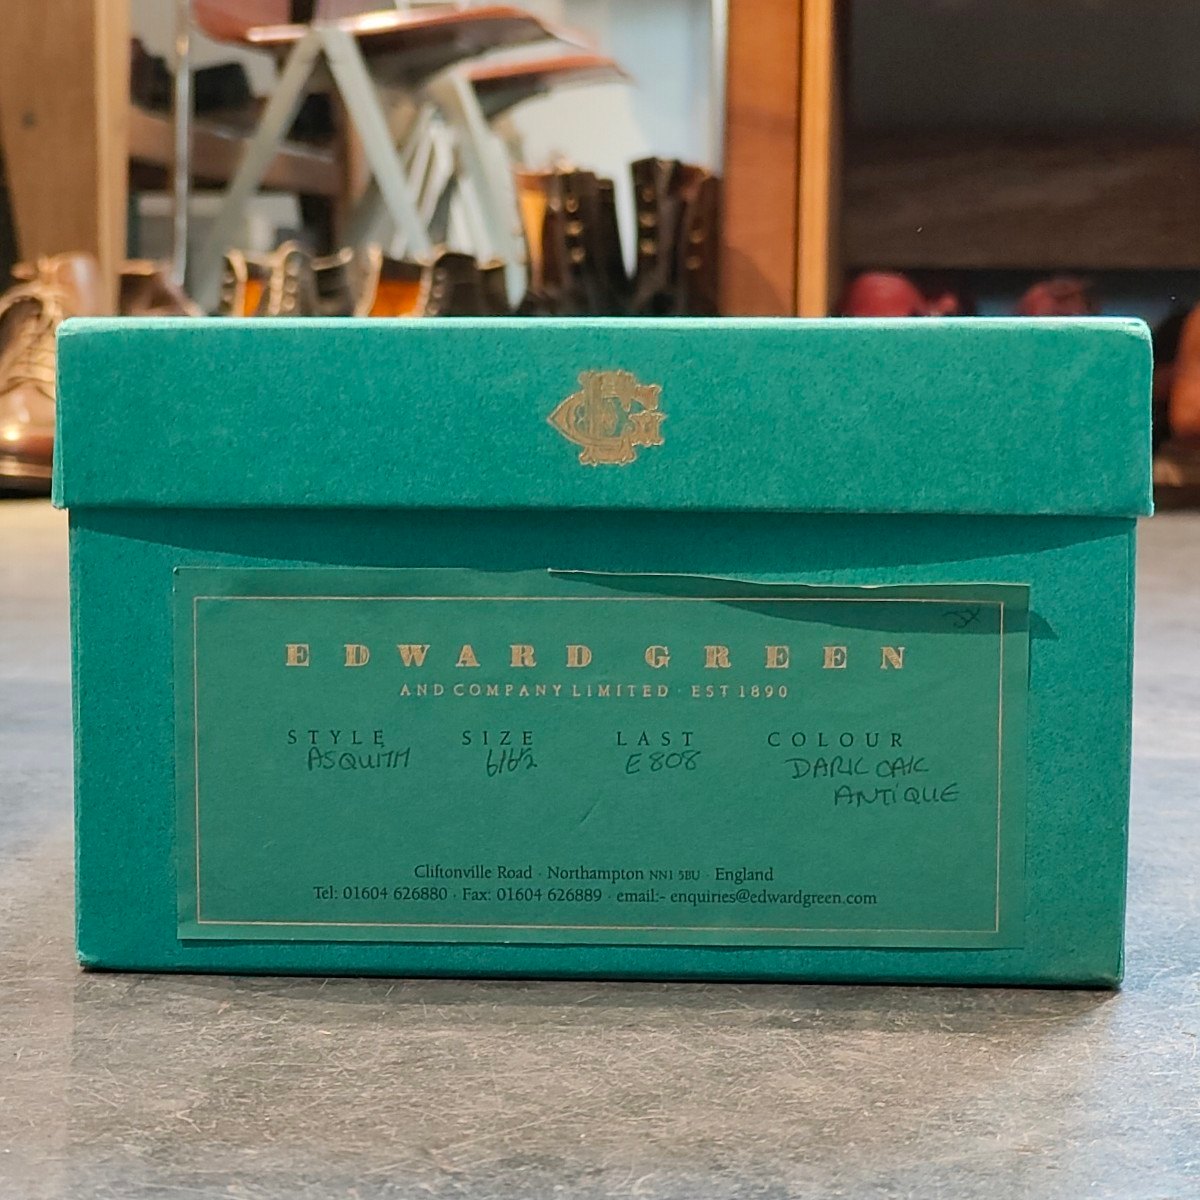 EDWARD GREEN
AND COMPANY LIMITED · EST 1890
STYLE SIZE LAST COLOUR
ASQUITH 6/6½ E808 DARK OAK
ANTIQUE
Cliftonville Road · Northampton NN1 5BU · England
Tel: 01604 626880 · Fax: 01604 626889 · email:- enquiries@edwardgreen.com